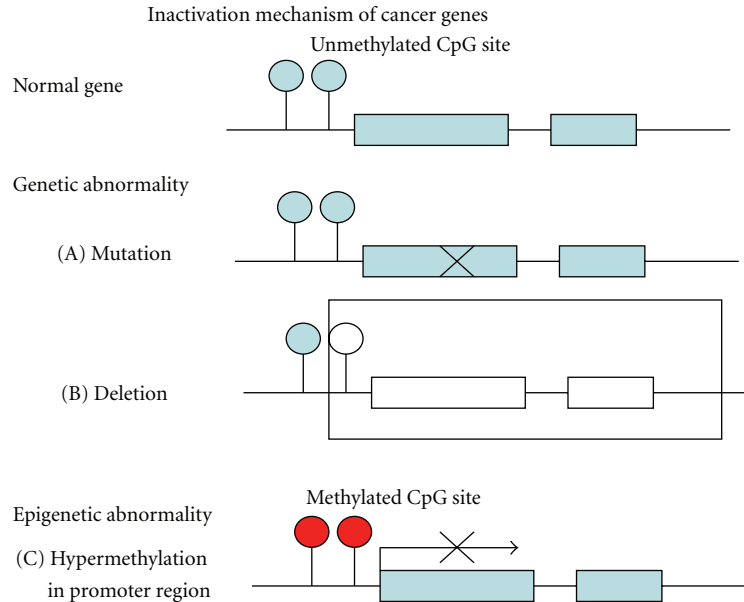 Inactivation mechanism of cancer genes
Unmethylated CpG site
Normal gene
Genetic abnormality
(A) Mutation
(B) Deletion
Methylated CpG site
Epigenetic abnormality
(C) Hypermethylation
in promoter region